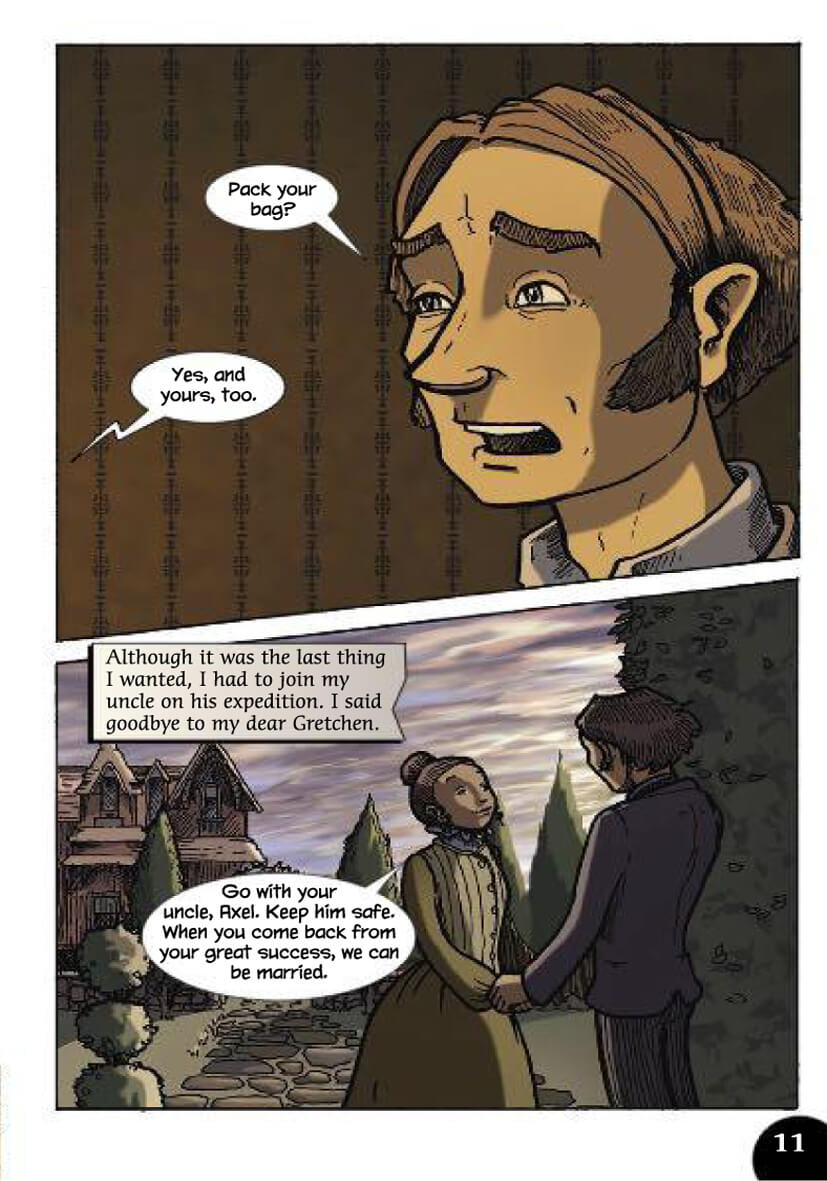 Pack your
bag?
Yes, and
yours, too.
Although it was the last thing
I wanted, I had to join my
uncle on his expedition. I said
goodbye to my dear Gretchen.
Go with your
uncle, Axel. Keep him safe.
When you come back from
your great success, we can
be married.
11